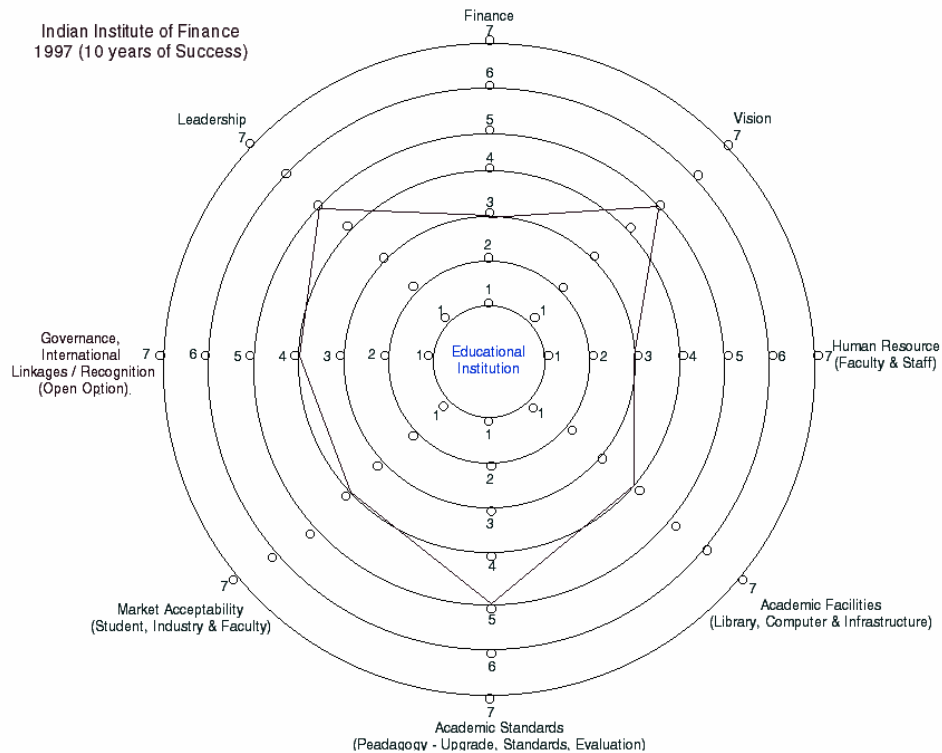 Indian Institute of Finance
1997 (10 years of Success)
Finance
7
6
5
4
3
2
1
Leadership
7
1
Vision
7
1
Educational
Institution
Governance,
International
Linkages / Recognition
(Open Option).
7 6 5 4 3 2 1
1 2 3 4 5 6 7
Human Resource
(Faculty & Staff)
1
1
1
2
3
4
5
6
7
7
Market Acceptability
(Student, Industry & Faculty)
7
Academic Facilities
(Library, Computer & Infrastructure)
Academic Standards
(Peadagogy - Upgrade, Standards, Evaluation)